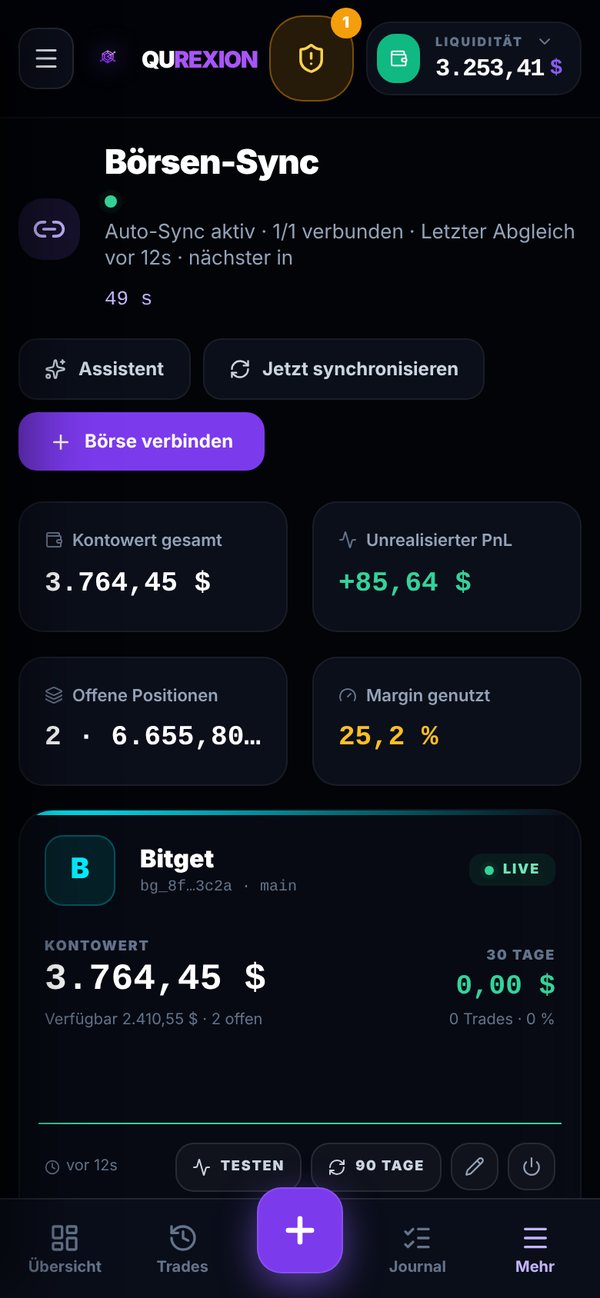 1
QUREXION
LIQUIDITÄT
3.253,41 $
Börsen-Sync
Auto-Sync aktiv · 1/1 verbunden · Letzter Abgleich
vor 12s · nächster in
49 s
Assistent
Jetzt synchronisieren
Börse verbinden
Kontowert gesamt
3.764,45 $
Unrealisierter PnL
+85,64 $
Offene Positionen
2 · 6.655,80…
Margin genutzt
25,2 %
B
Bitget
bg_8f…3c2a · main
LIVE
KONTOWERT
3.764,45 $
Verfügbar 2.410,55 $ · 2 offen
30 TAGE
0,00 $
0 Trades · 0 %
vor 12s
TESTEN
90 TAGE
Übersicht
Trades
Journal
Mehr